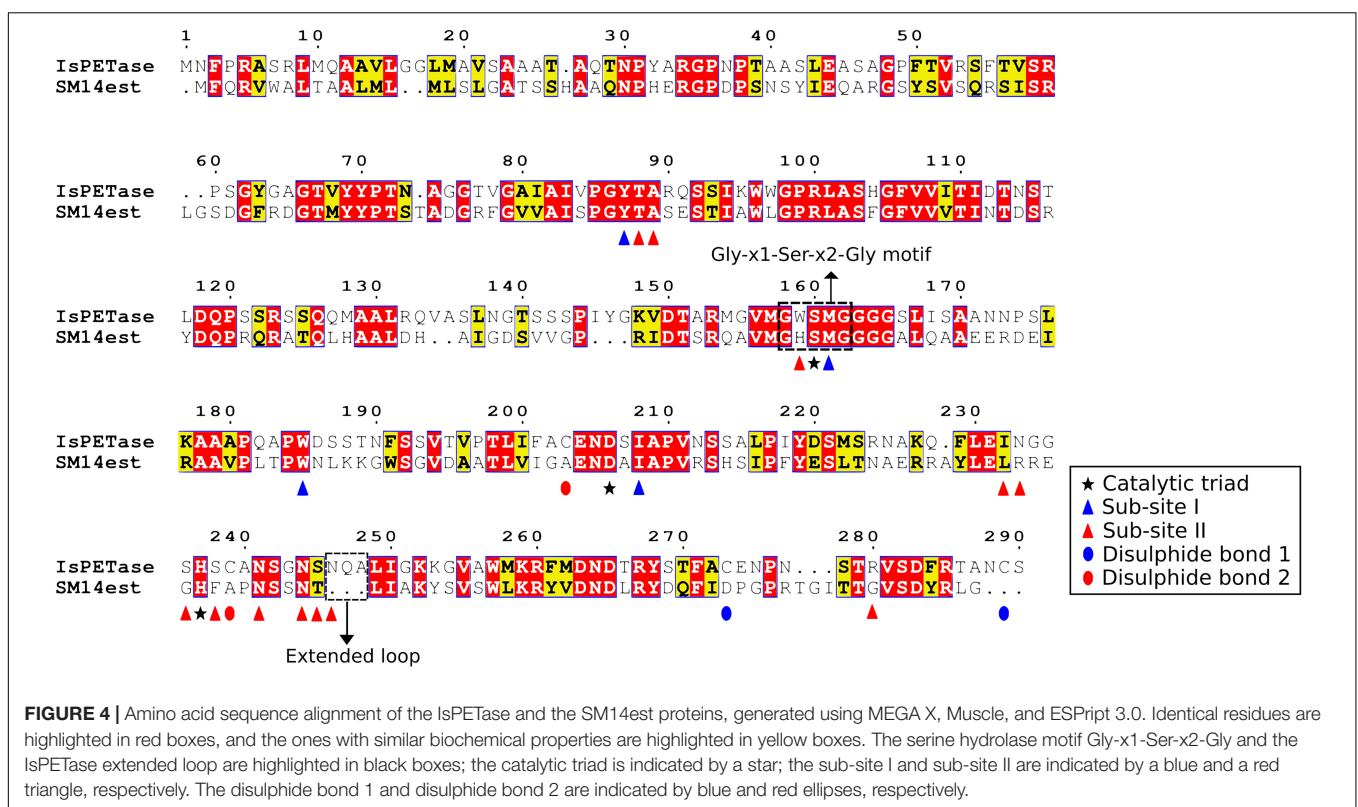 1 10 20 30 40 50
IsPETase MNFPRASRLMQAAVLGGLMAVSAAAT.AQTNPYARGPNPTAASLEASAGPFTVRSFTVSR
SM14est .MFQRVWALTAALML..MLSLGATSSHAAQNPHERGPDPSNSYIEQARGSYSVSQRSISR
60 70 80 90 100 110
IsPETase ..PSGYGAGTVYYPTN.AGGTVGAIAIVPGYTARQSSIKWWGPRLASHGFVVITIDTNST
SM14est LGSDGFRDGTMYYPTSTADGRFGVVAISPGYTASESTIAWLGPRLASFGFVVVTINTDSR
Gly-x1-Ser-x2-Gly motif
120 130 140 150 160 170
IsPETase LDQPSSRSSQQMAALRQVASLNGTSSSPIYGKVDTARMGVMGWSMGGGGSLISAANNPSL
SM14est YDQPRQRATQLHAALDH..AIGDSVVGP...RIDTSRQAVMGHSMGGGGALQAAEERDEI
180 190 200 210 220 230
IsPETase KAAAPQAPWDSSTNFSSVTVPTLIFACENDSIAPVNSSALPIYDSMSRNAKQ.FLEINGG
SM14est RAAVPLTPWNLKKGWSGVDAATLVIGAENDAIAPVRSHSIPFYESLTNAERRAYLELRRE
240 250 260 270 280 290
IsPETase SHSCANSGNSNQALIGKKGVAWMKRFMDNDTRYSTFACENPN...STRVSDFRTANCS
SM14est GHFAPNSSNT...LIAKYSVSWLKRYVDNDLRYDQFIDPGPRTGITTGVSDYRLG...
Extended loop
Catalytic triad
Sub-site I
Sub-site II
Disulphide bond 1
Disulphide bond 2
FIGURE 4 | Amino acid sequence alignment of the IsPETase and the SM14est proteins, generated using MEGA X, Muscle, and ESPript 3.0. Identical residues are
highlighted in red boxes, and the ones with similar biochemical properties are highlighted in yellow boxes. The serine hydrolase motif Gly-x1-Ser-x2-Gly and the
IsPETase extended loop are highlighted in black boxes; the catalytic triad is indicated by a star; the sub-site I and sub-site II are indicated by a blue and a red
triangle, respectively. The disulphide bond 1 and disulphide bond 2 are indicated by blue and red ellipses, respectively.